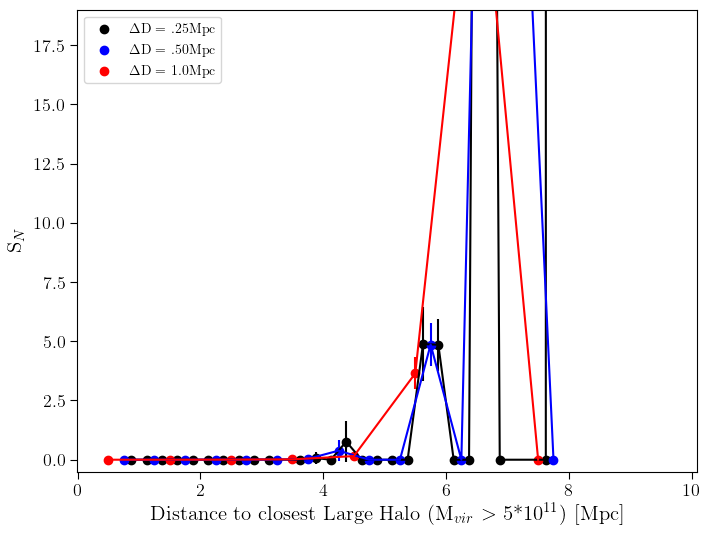 ΔD = .25Mpc
ΔD = .50Mpc
ΔD = 1.0Mpc
17.5
15.0
12.5
10.0
7.5
5.0
2.5
0.0
S_N
0 2 4 6 8 10
Distance to closest Large Halo (M_vir > 5*10^11) [Mpc]